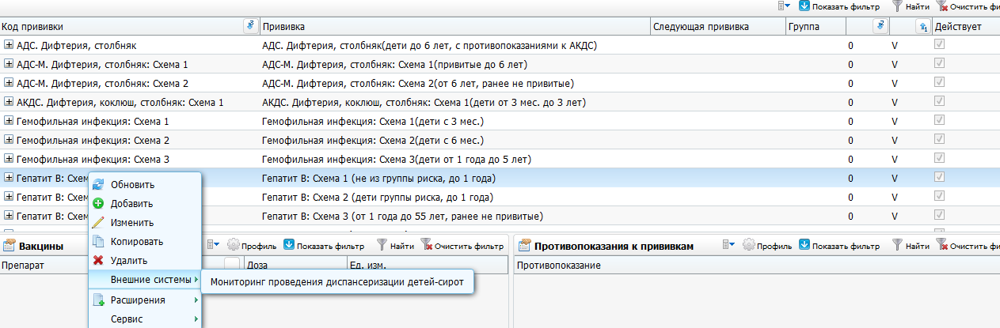 Показать фильтр Найти Очистить фи
Код прививки Прививка Следующая прививка Группа Действует
АДС. Дифтерия, столбняк АДС. Дифтерия, столбняк(дети до 6 лет, с противопоказаниями к АКДС) 0 V
АДС-М. Дифтерия, столбняк: Схема 1 АДС-М. Дифтерия, столбняк: Схема 1(привитые до 6 лет) 0 V
АДС-М. Дифтерия, столбняк: Схема 2 АДС-М. Дифтерия, столбняк: Схема 2(от 6 лет, ранее не привитые) 0 V
АКДС. Дифтерия, коклюш, столбняк: Схема 1 АКДС. Дифтерия, коклюш, столбняк: Схема 1(дети от 3 мес. до 3 лет) 0 V
Гемофильная инфекция: Схема 1 Гемофильная инфекция: Схема 1(дети с 3 мес.) 0 V
Гемофильная инфекция: Схема 2 Гемофильная инфекция: Схема 2(дети с 6 мес.) 0 V
Гемофильная инфекция: Схема 3 Гемофильная инфекция: Схема 3(дети от 1 года до 5 лет) 0 V
Гепатит В: Схем Гепатит В: Схема 1 (не из группы риска, до 1 года) 0 V
Гепатит В: Схем Гепатит В: Схема 2 (дети группы риска, до 1 года) 0 V
Гепатит В: Схем Гепатит В: Схема 3 (от 1 года до 55 лет, ранее не привитые) 0 V
Обновить
Добавить
Изменить
Копировать
Удалить
Внешние системы
Расширения
Сервис
Мониторинг проведения диспансеризации детей-сирот
Вакцины Профиль Показать фильтр Найти Очистить фильтр
Препарат Доза Ед. изм.
Противопоказания к прививкам Профиль Показать фильтр Найти Очистить фи
Противопоказание